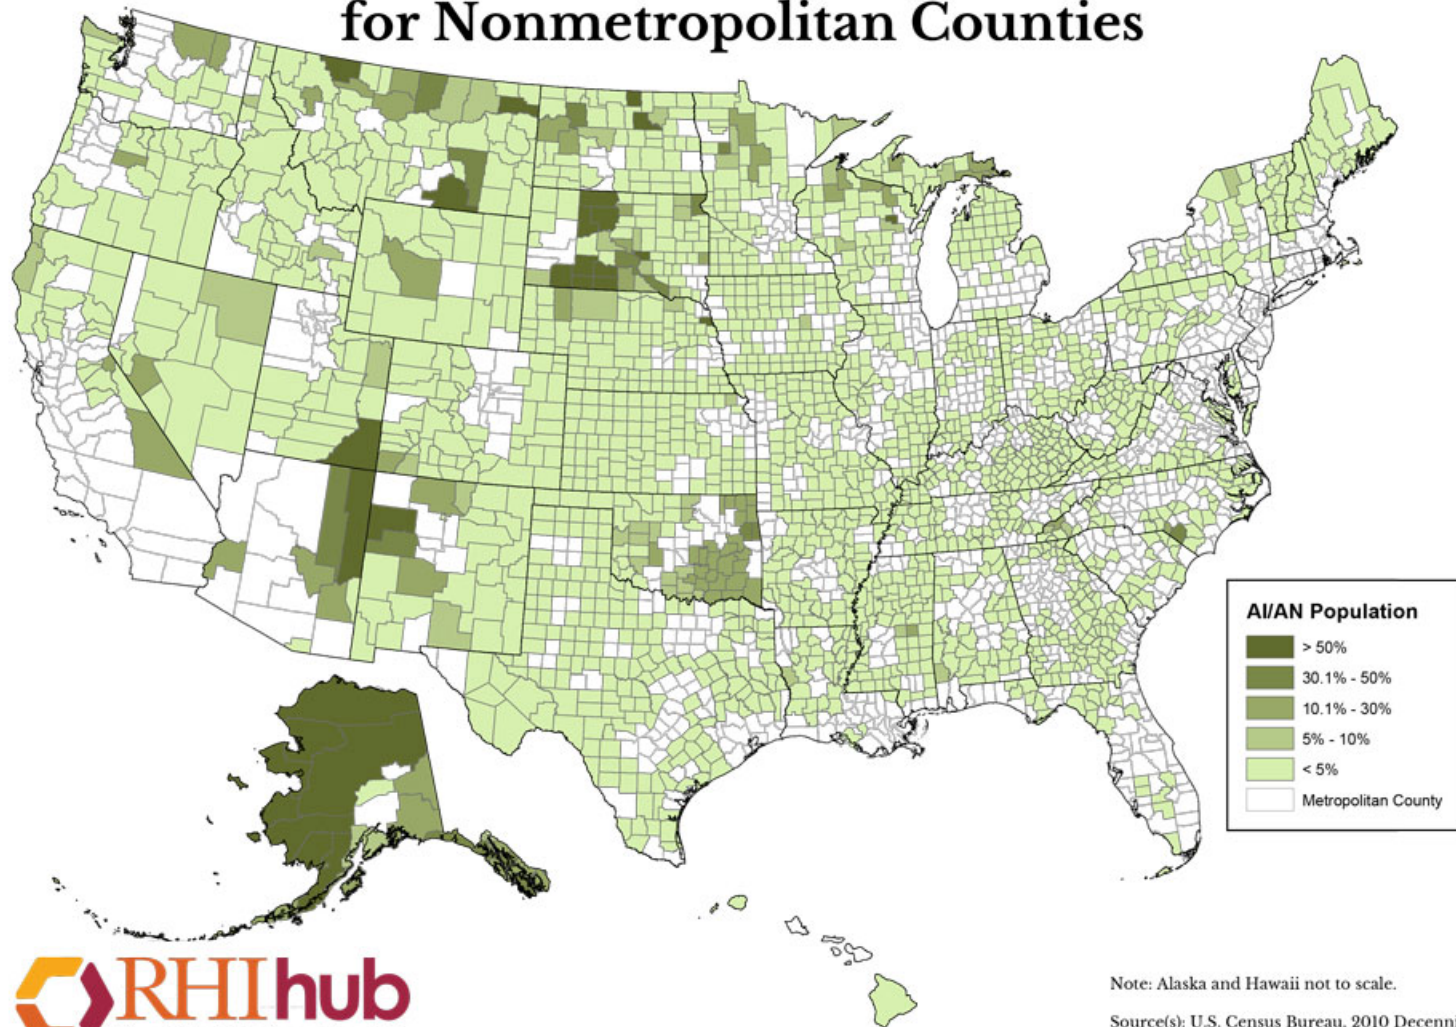 for Nonmetropolitan Counties
AI/AN Population
> 50%
30.1% - 50%
10.1% - 30%
5% - 10%
< 5%
Metropolitan County
RHIhub
Note: Alaska and Hawaii not to scale.
Source(s): U.S. Census Bureau, 2010 Decenni